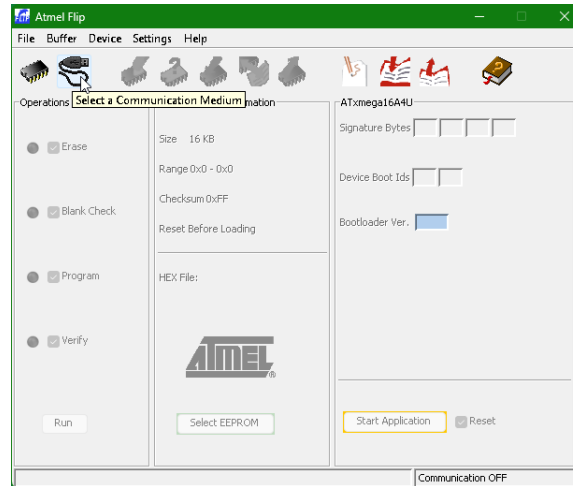 Atmel Flip
File Buffer Device Settings Help
Select a Communication Medium
Operations
mation
ATxmega16A4U
Erase
Blank Check
Program
Verify
Run
Size 16 KB
Range 0x0 - 0x0
Checksum 0xFF
Reset Before Loading
HEX File:
ATMEL
®
Select EEPROM
Signature Bytes
Device Boot Ids
Bootloader Ver.
Start Application
Reset
Communication OFF